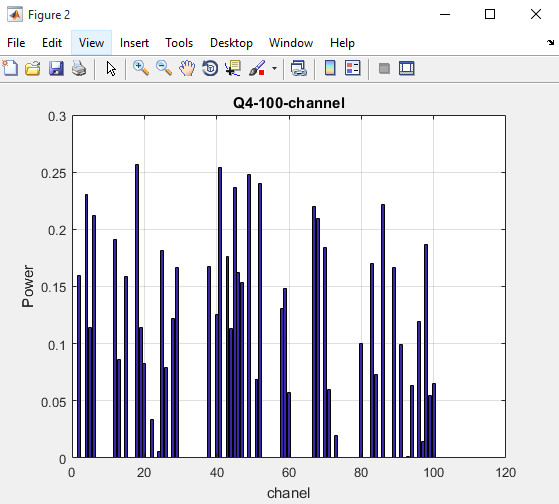 Figure 2
File Edit View Insert Tools Desktop Window Help
Q4-100-channel
0.3
0.25
0.2
0.15
0.1
0.05
0
Power
0 20 40 60 80 100 120
chanel